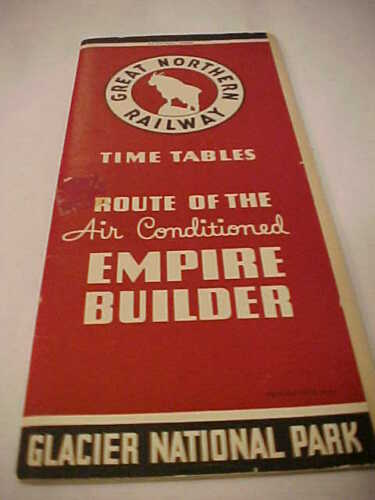 GREAT NORTHERN
RAILWAY
TIME TABLES
ROUTE OF THE
Air Conditioned
EMPIRE
BUILDER
GLACIER NATIONAL PARK